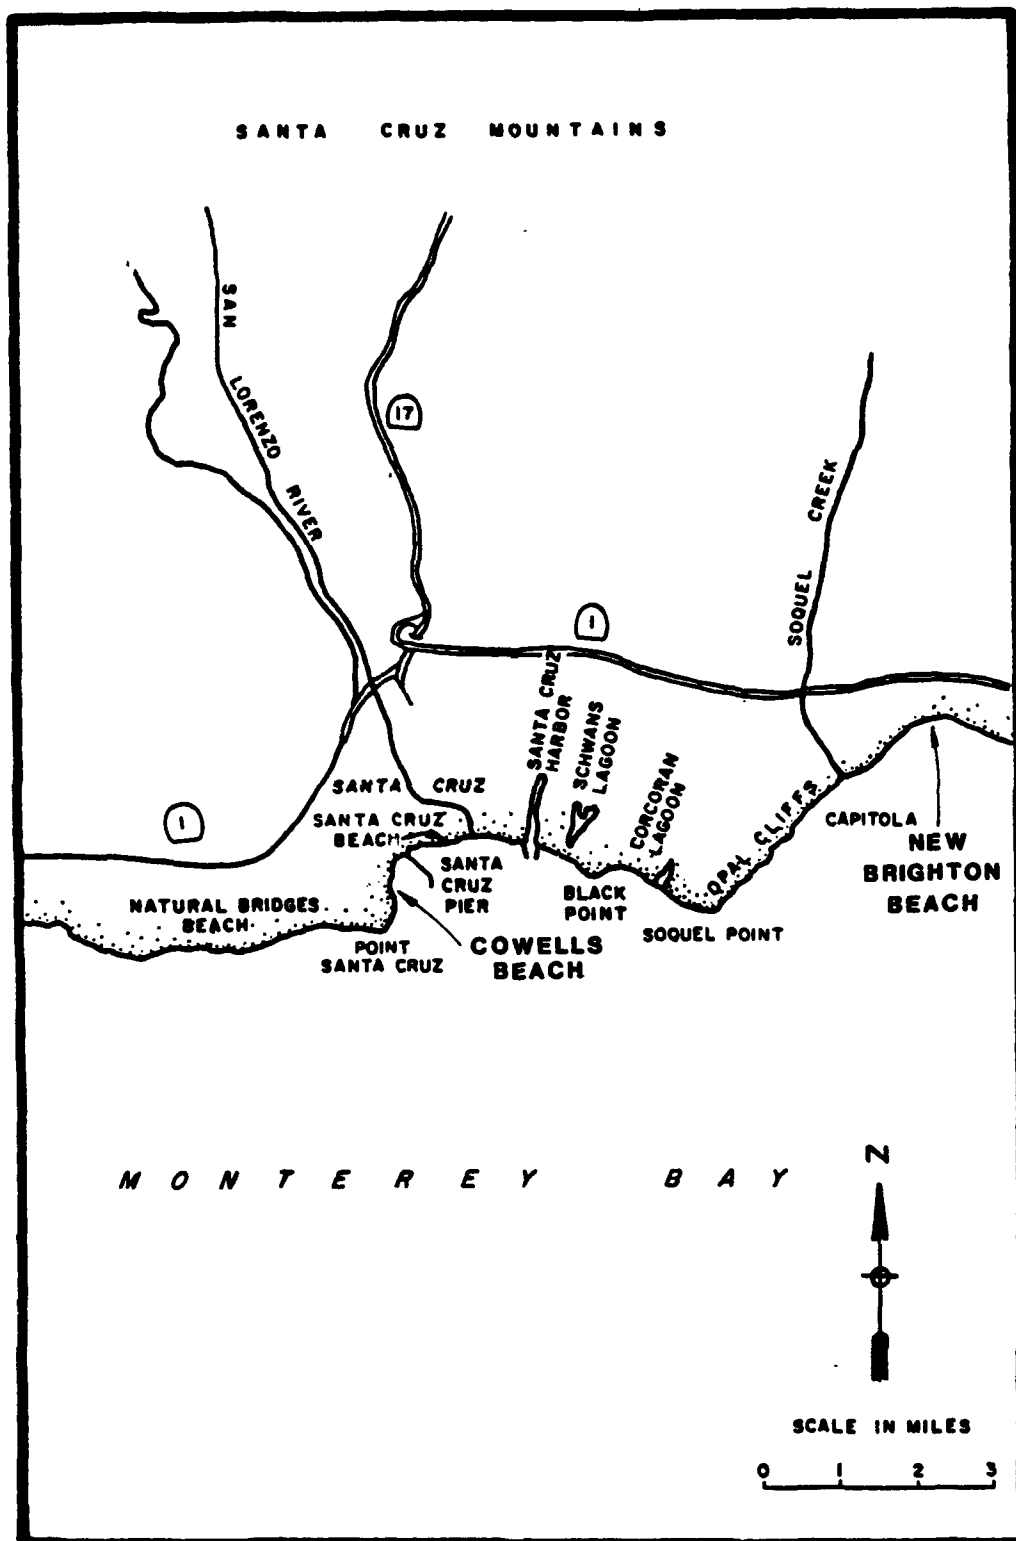 SANTA CRUZ MOUNTAINS
SAN LORENZO RIVER
17
SOQUEL CREEK
1
SANTA CRUZ
HARBOR
SCHWANS
LAGOON
CORCORAN
LAGOON
SANTA CRUZ
SANTA CRUZ
BEACH
1
SANTA
CRUZ
PIER
OPAL CLIFFS
CAPITOLA
NEW
BRIGHTON
BEACH
BLACK
POINT
NATURAL BRIDGES
BEACH
SOQUEL POINT
POINT
SANTA CRUZ
COWELLS
BEACH
MONTEREY BAY
N
SCALE IN MILES
0 1 2 3